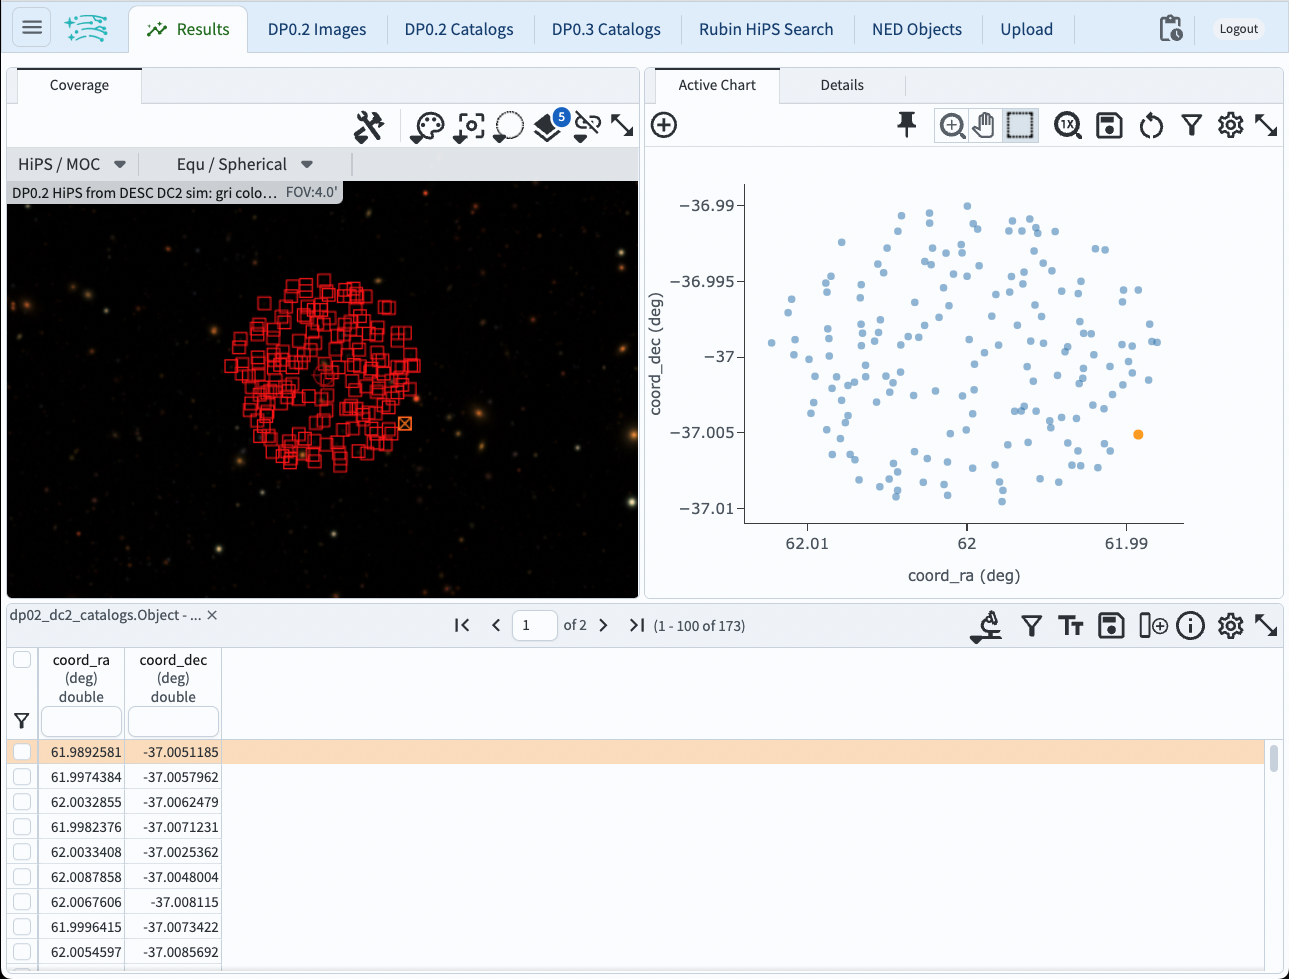 Results
DP0.2 Images
DP0.2 Catalogs
DP0.3 Catalogs
Rubin HiPS Search
NED Objects
Upload
Logout
Coverage
5
HiPS / MOC
Equ / Spherical
DP0.2 HiPS from DESC DC2 sim: gri colo... FOV:4.0'
Active Chart
Details
1X
−36.99
−36.995
−37
−37.005
−37.01
coord_dec (deg)
62.01
62
61.99
coord_ra (deg)
dp02_dc2_catalogs.Object - ...
1 of 2 (1 - 100 of 173)
coord_ra coord_dec
(deg) (deg)
double double
61.9892581 -37.0051185
61.9974384 -37.0057962
62.0032855 -37.0062479
61.9982376 -37.0071231
62.0033408 -37.0025362
62.0087858 -37.0048004
62.0067606 -37.008115
61.9996415 -37.0073422
62.0054597 -37.0085692